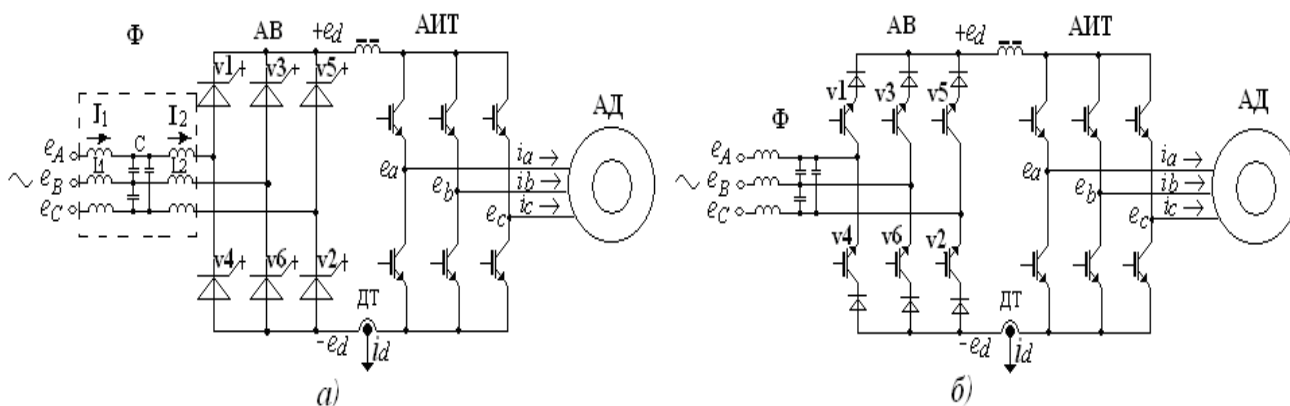 Φ
АВ
+ed
АИТ
v1
v3
v5
I1
I2
C
eA
l1
L2
~ eB
eC
v4
v6
v2
ea
eb
ec
ia →
ib →
ic →
АД
ДТ
-ed
id
а)
АВ
+ed
АИТ
v1
v3
v5
Φ
eA
~ eB
eC
v4
v6
v2
ea
eb
ec
ia →
ib →
ic →
АД
ДТ
-ed
id
б)